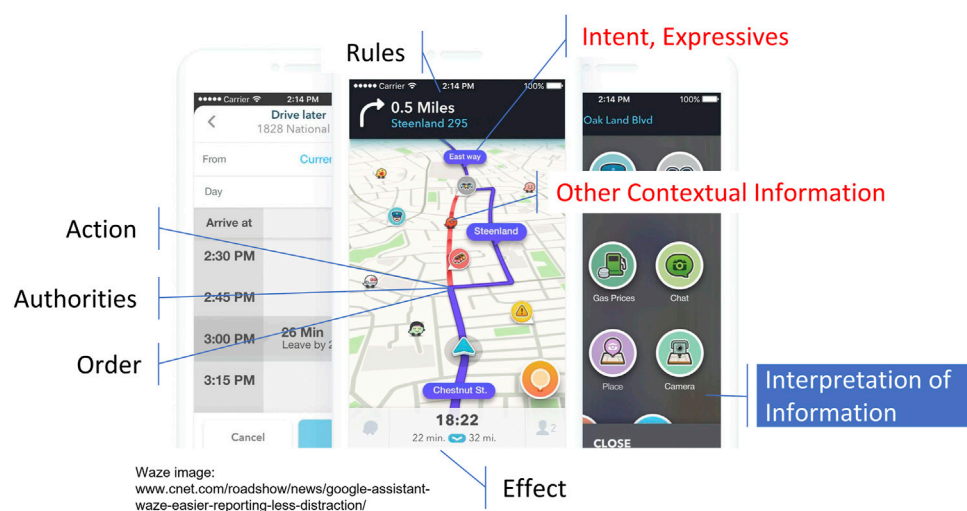 Intent, Expressives
Rules
Carrier 2:14 PM
Drive later
1828 National
From Curre
Day
Arrive at
2:30 PM
2:45 PM
3:00 PM 26 Min
Leave by 2
3:15 PM
Cancel
Carrier 2:14 PM 100%
0.5 Miles
Steenland 295
East way
Steenland
Chestnut St.
18:22
22 min. 32 mi.
2
2:14 PM 100%
Oak Land Blvd
Gas Prices Chat
Place Camera
CLOSE
Other Contextual Information
Action
Authorities
Order
Interpretation of
Information
Effect
Waze image:
www.cnet.com/roadshow/news/google-assistant-
waze-easier-reporting-less-distraction/